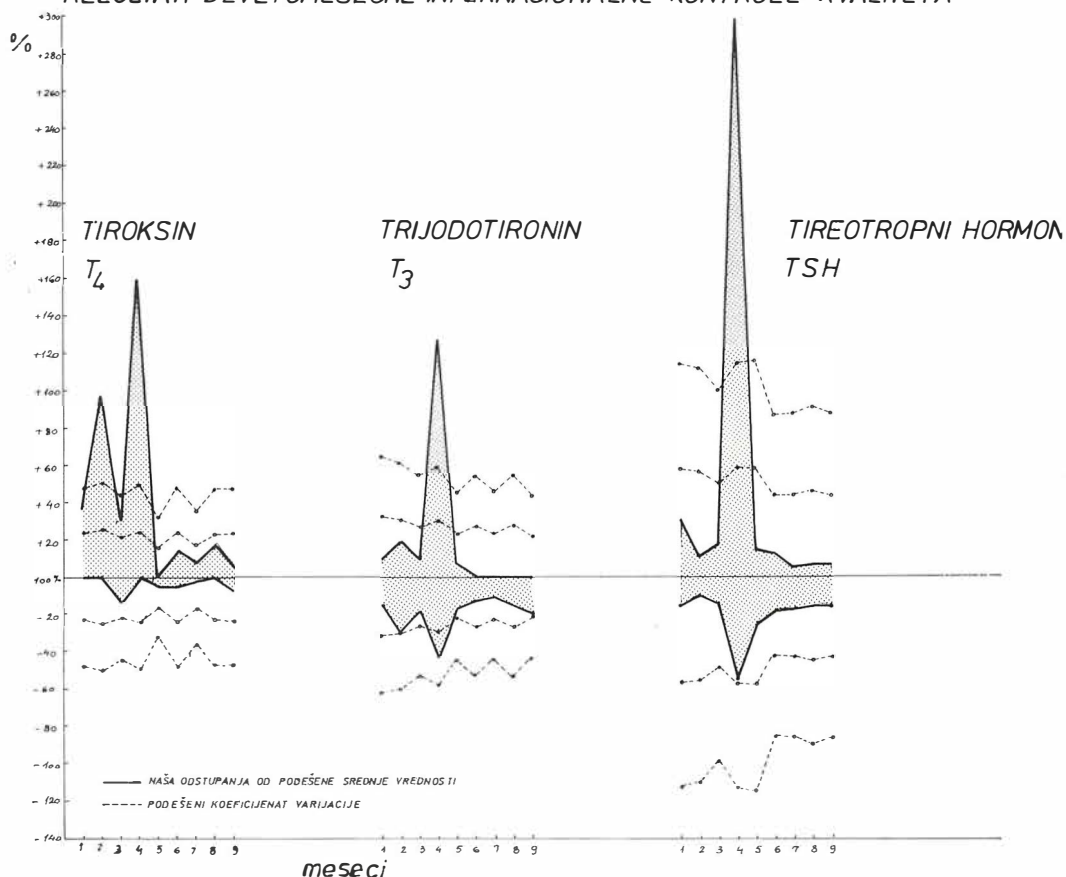 DEVETOMESEČNE KONTROLE KVALITETA
%
+300
+280
+260
+240
+220
+200
+180
+160
+140
+120
+100
+80
+60
+40
+20
100%
-20
-40
-60
-80
-100
-120
-140
TIROKSIN
T4
TRIJODOTIRONIN
T3
TIREOTROPNI HORMON
TSH
NAŠA ODSTUPANJA OD PODEŠENE SREDNJE VREDNOSTI
PODEŠENI KOEFICIJENAT VARIJACIJE
1 2 3 4 5 6 7 8 9
1 2 3 4 5 6 7 8 9
1 2 3 4 5 6 7 8 9
meseci